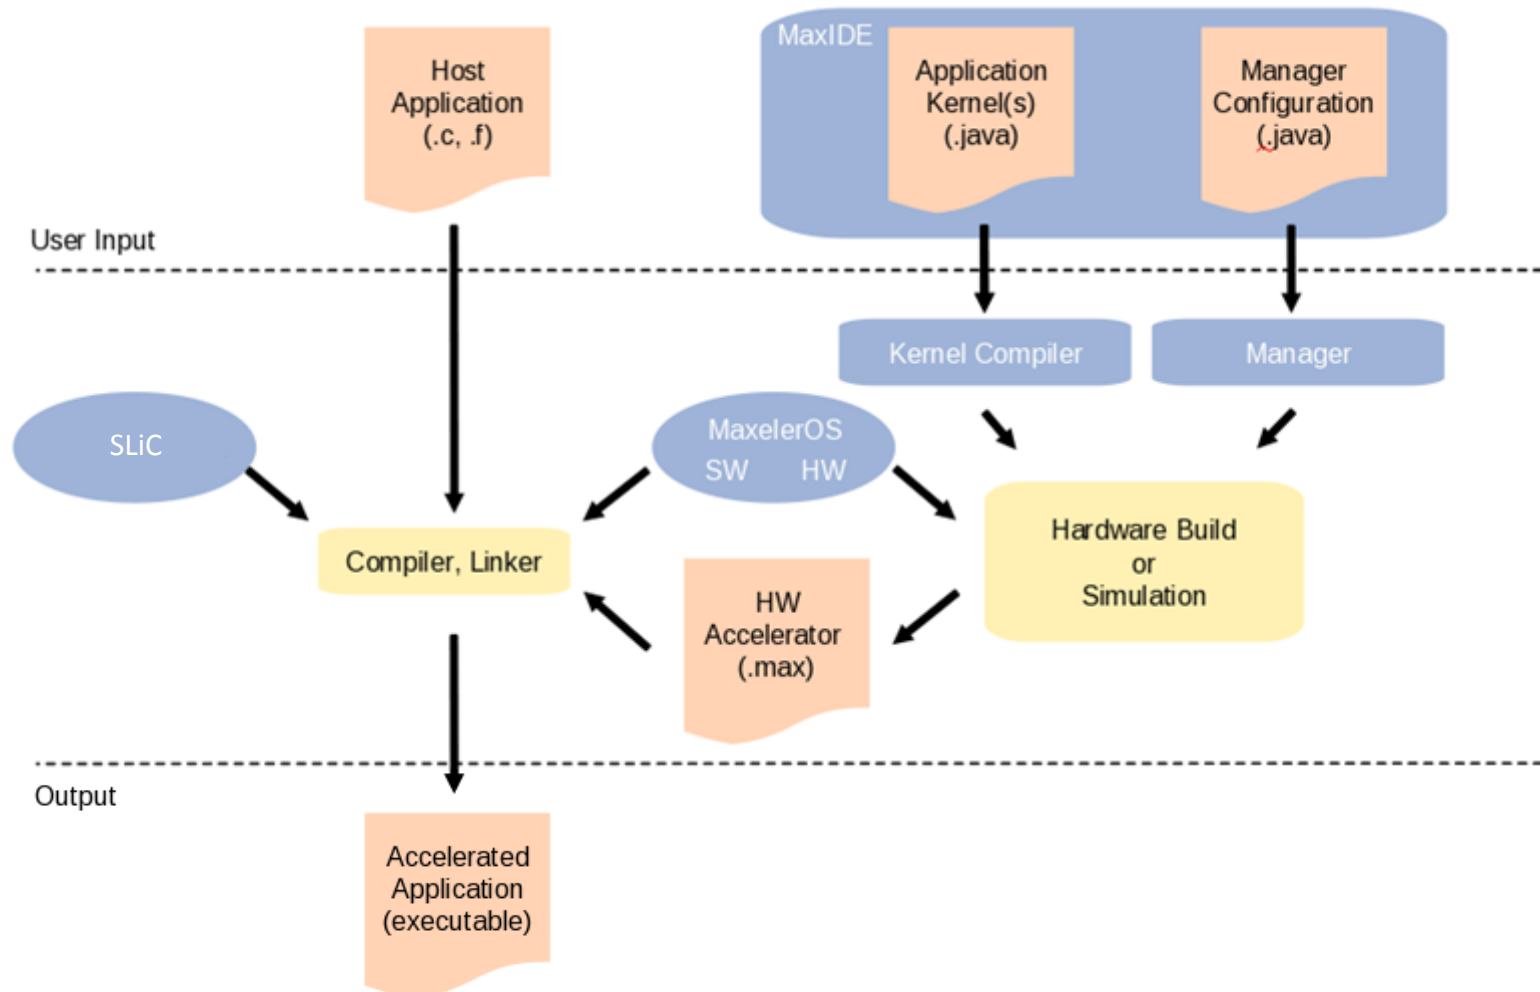 MaxIDE
Host
Application
(.c, .f)
Application
Kernel(s)
(.java)
Manager
Configuration
(.java)
User Input
Kernel Compiler
Manager
SLiC
MaxelerOS
SW HW
Compiler, Linker
Hardware Build
or
Simulation
HW
Accelerator
(.max)
Output
Accelerated
Application
(executable)